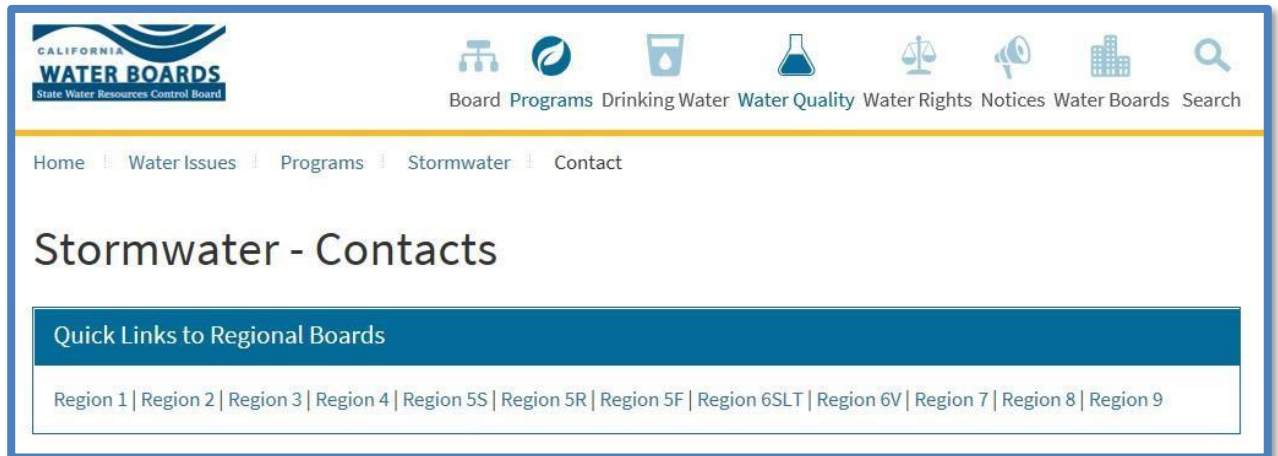 CALIFORNIA
WATER BOARDS
State Water Resources Control Board
Board Programs Drinking Water Water Quality Water Rights Notices Water Boards Search
Home Water Issues Programs Stormwater Contact
Stormwater - Contacts
Quick Links to Regional Boards
Region 1 | Region 2 | Region 3 | Region 4 | Region 5S | Region 5R | Region 5F | Region 6SLT | Region 6V | Region 7 | Region 8 | Region 9